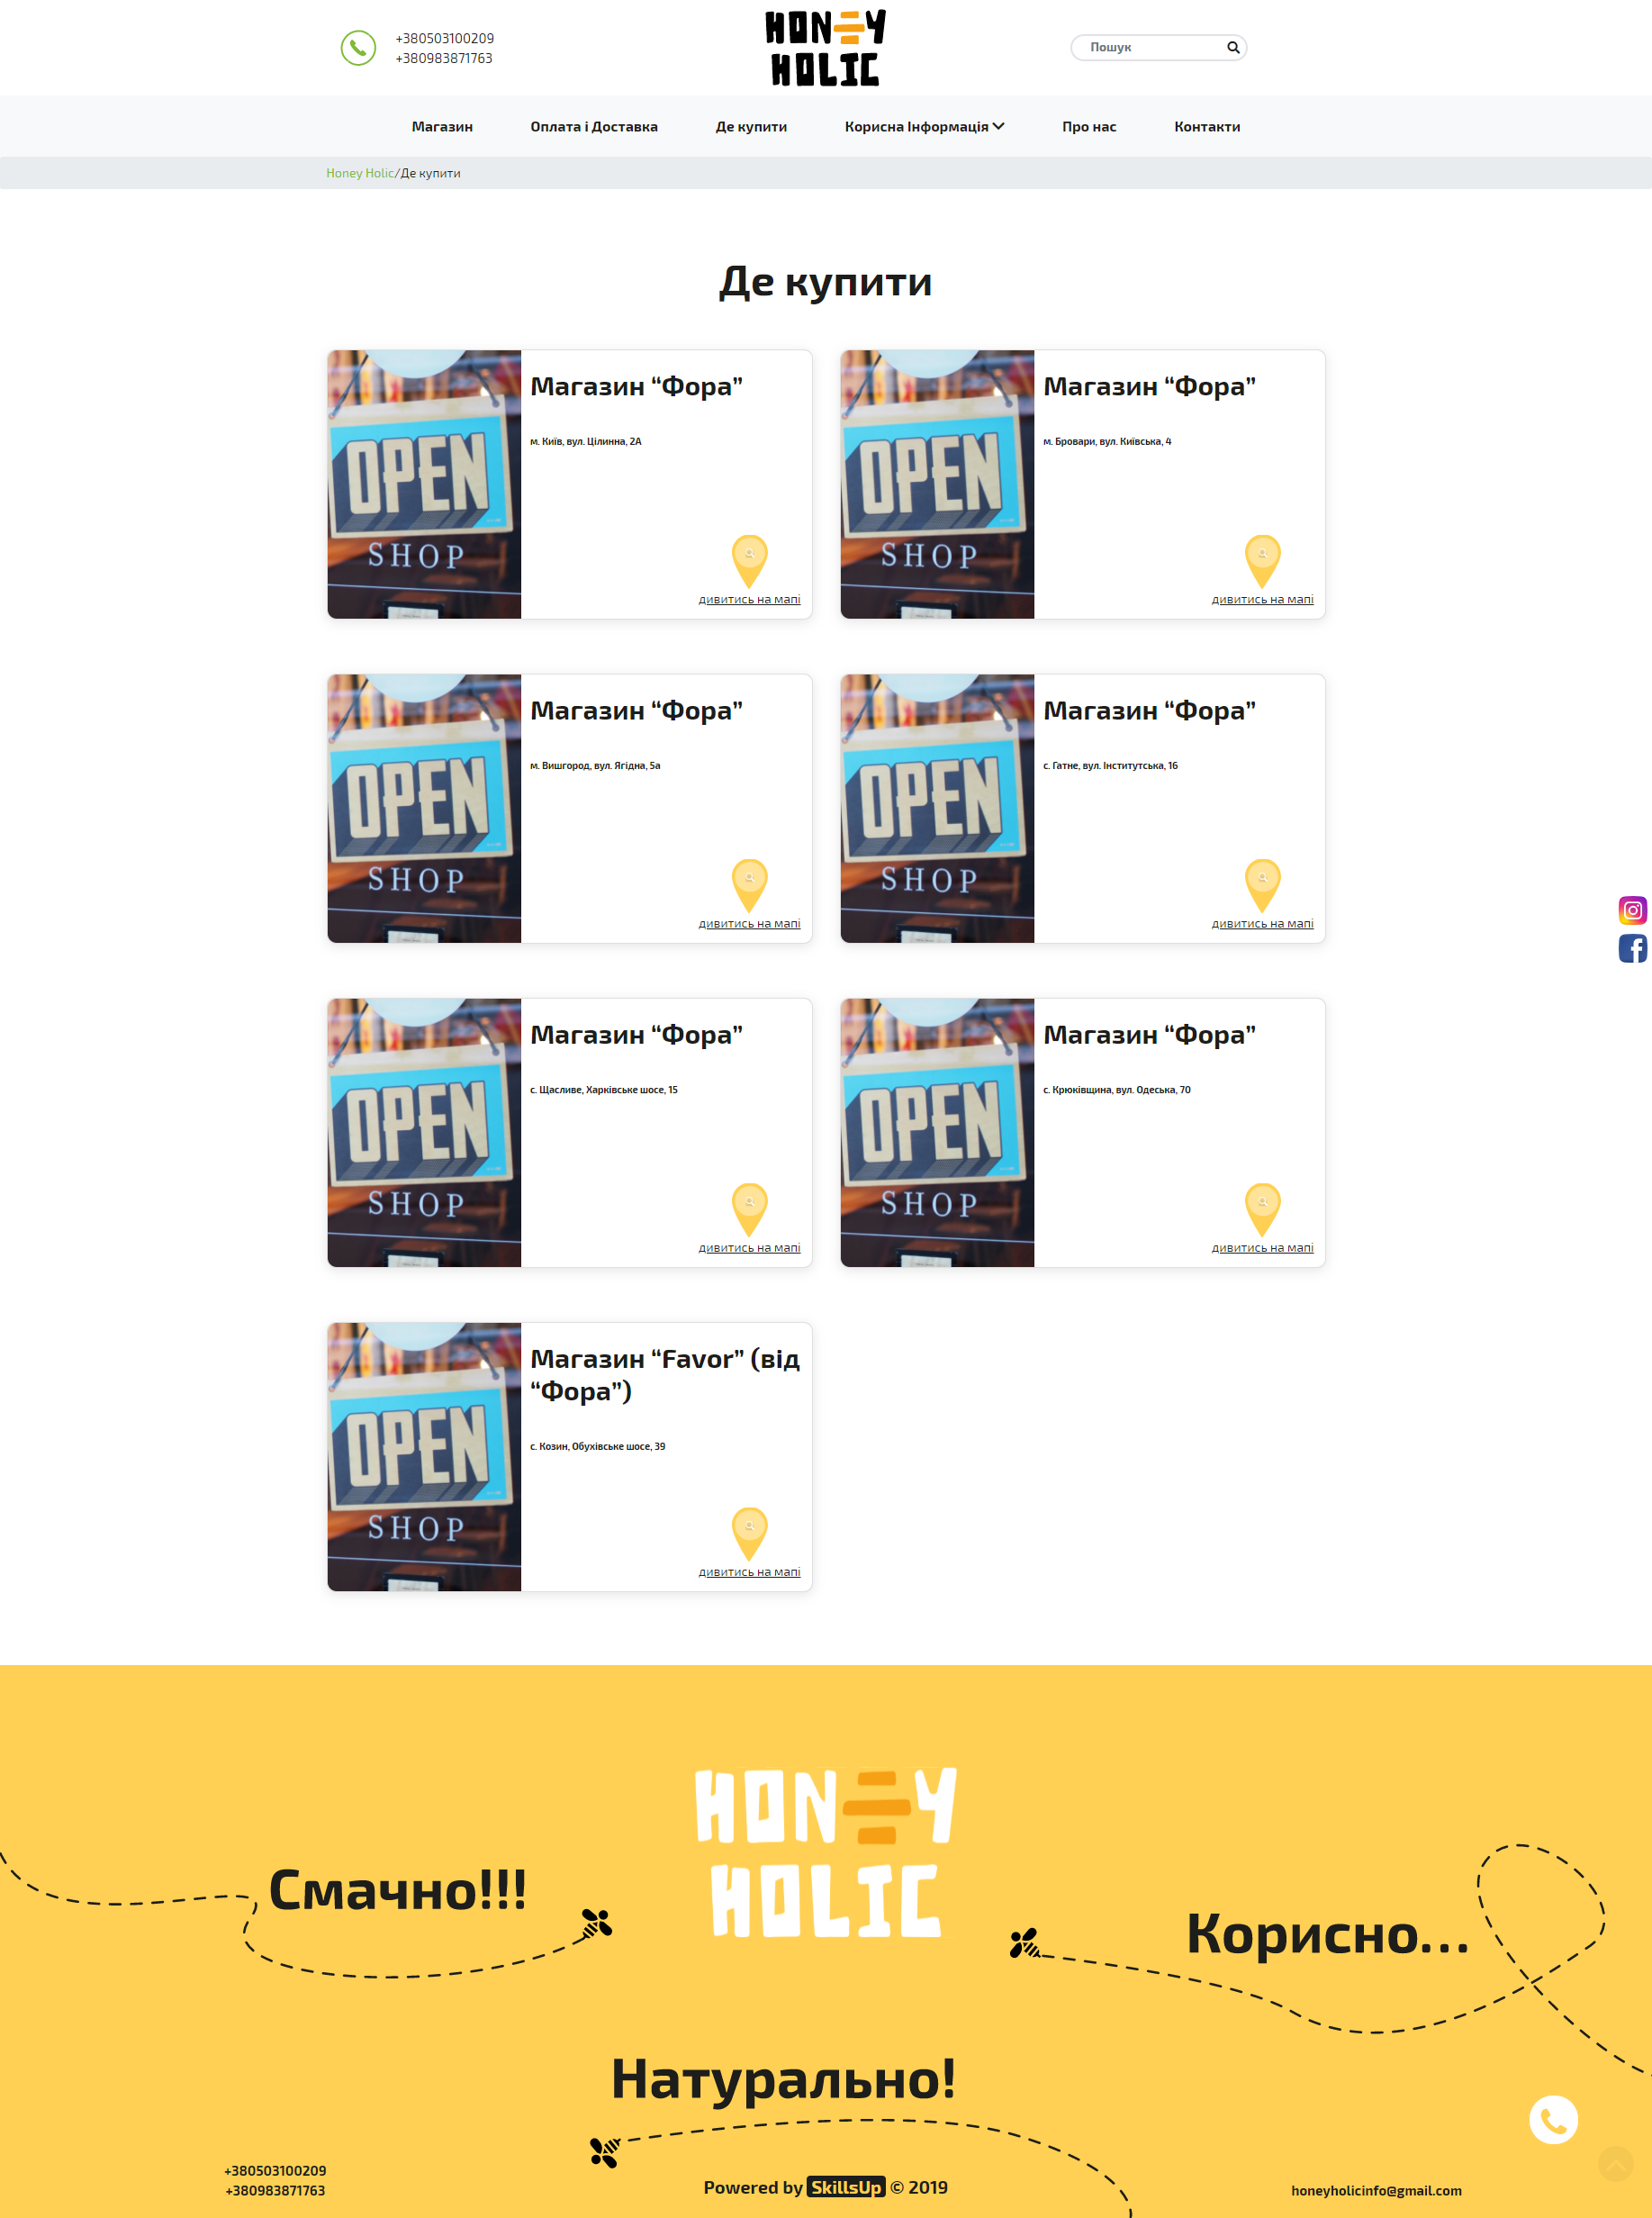 +380503100209
+380983871763
HONEY
HOLIC
Пошук
Магазин
Оплата і Доставка
Де купити
Корисна Інформація
Про нас
Контакти
Honey Holic/Де купити
Де купити
OPEN
SHOP
Магазин “Фора”
м. Київ, вул. Цілинна, 2А
дивитись на мапі
OPEN
SHOP
Магазин “Фора”
м. Бровари, вул. Київська, 4
дивитись на мапі
OPEN
SHOP
Магазин “Фора”
м. Вишгород, вул. Ягідна, 5а
дивитись на мапі
OPEN
SHOP
Магазин “Фора”
с. Гатне, вул. Інститутська, 16
дивитись на мапі
OPEN
SHOP
Магазин “Фора”
с. Щасливе, Харківське шосе, 15
дивитись на мапі
OPEN
SHOP
Магазин “Фора”
с. Крюківщина, вул. Одеська, 70
дивитись на мапі
OPEN
SHOP
Магазин “Favor” (від
“Фора”)
с. Козин, Обухівське шосе, 39
дивитись на мапі
HONEY
HOLIC
Смачно!!!
Корисно...
Натурально!
+380503100209
+380983871763
Powered by SkillsUp © 2019
honeyholicinfo@gmail.com